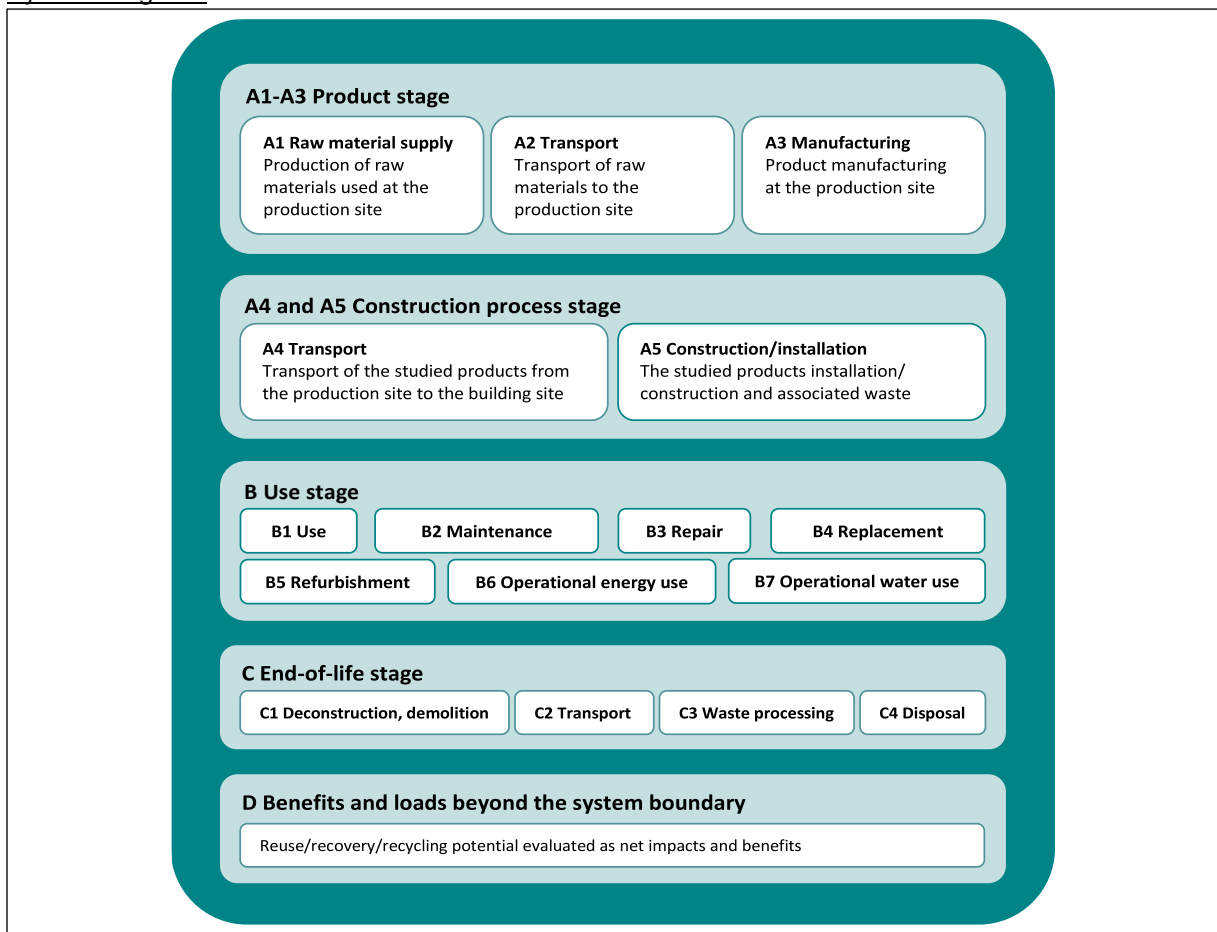 A1-A3 Product stage
A1 Raw material supply
Production of raw
materials used at the
production site
A2 Transport
Transport of raw
materials to the
production site
A3 Manufacturing
Product manufacturing
at the production site
A4 and A5 Construction process stage
A4 Transport
Transport of the studied products from
the production site to the building site
A5 Construction/installation
The studied products installation/
construction and associated waste
B Use stage
B1 Use
B2 Maintenance
B3 Repair
B4 Replacement
B5 Refurbishment
B6 Operational energy use
B7 Operational water use
C End-of-life stage
C1 Deconstruction, demolition
C2 Transport
C3 Waste processing
C4 Disposal
D Benefits and loads beyond the system boundary
Reuse/recovery/recycling potential evaluated as net impacts and benefits